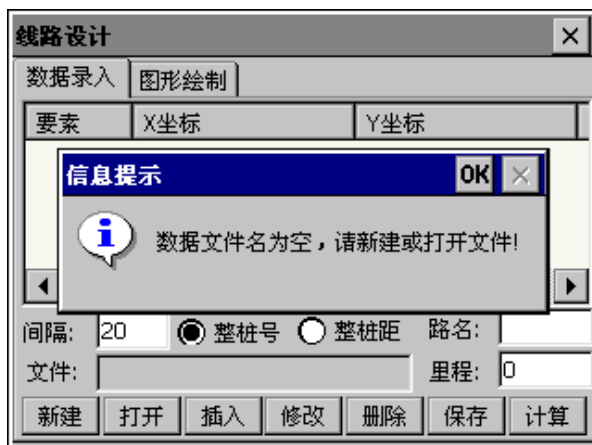 线路设计
数据录入 图形绘制
要素 X坐标 Y坐标
信息提示 OK
数据文件名为空，请新建或打开文件!
间隔: 20 整桩号 整桩距 路名:
文件: 里程: 0
新建 打开 插入 修改 删除 保存 计算